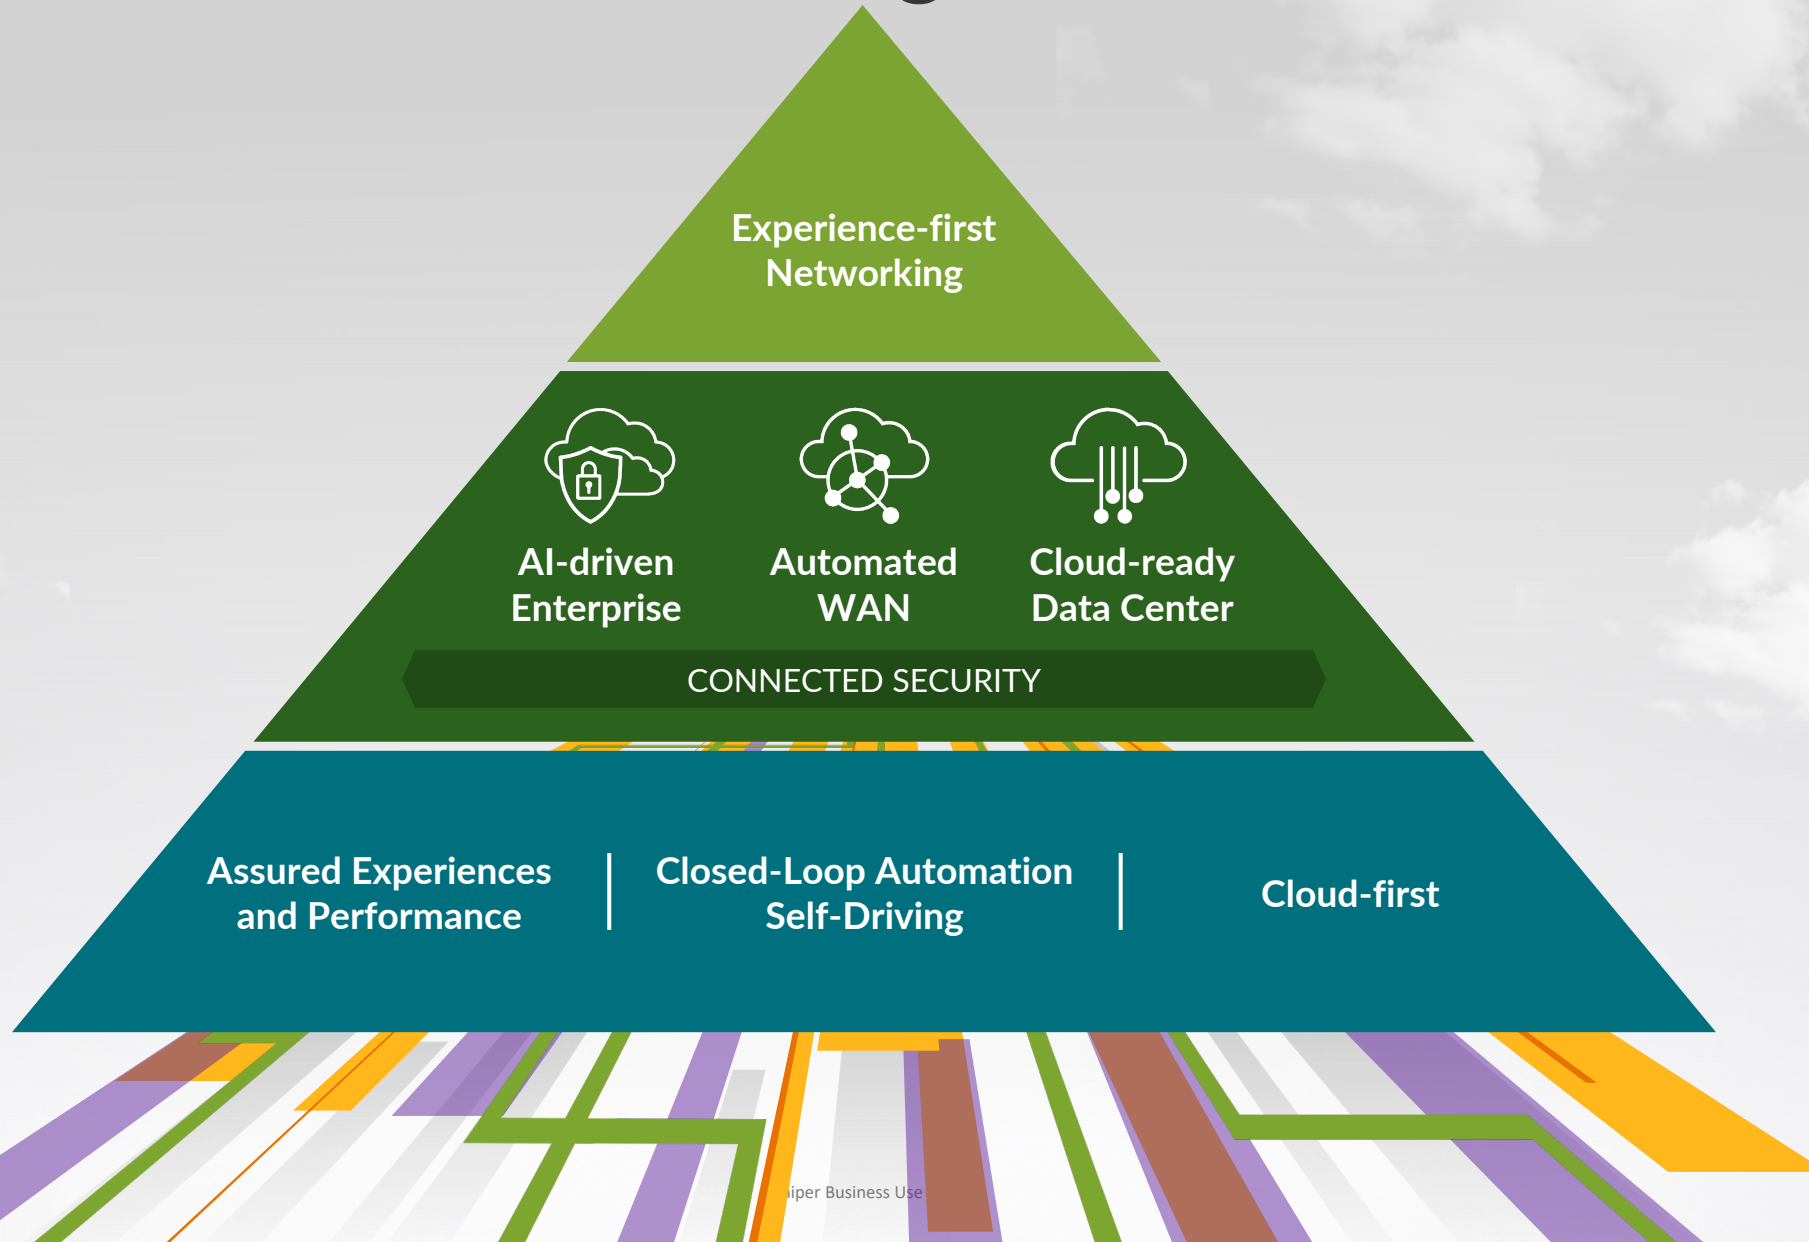 Experience-first
Networking
AI-driven
Enterprise
Automated
WAN
Cloud-ready
Data Center
CONNECTED SECURITY
Assured Experiences
and Performance
Closed-Loop Automation
Self-Driving
Cloud-first
Business Use